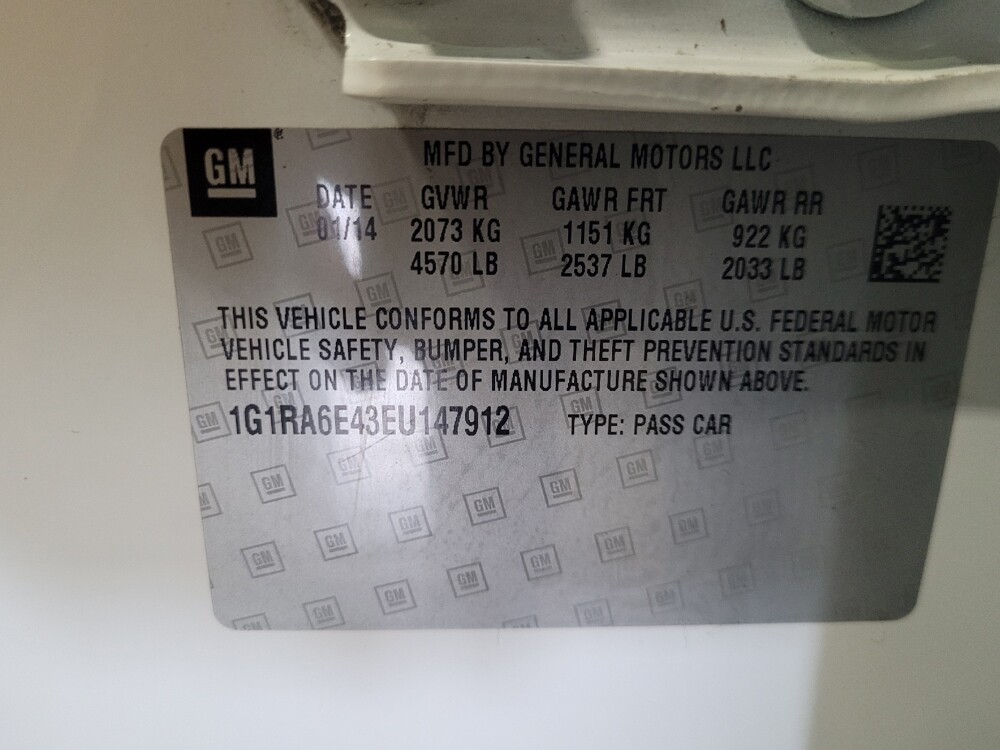 GM
MFD BY GENERAL MOTORS LLC
DATE GVWR GAWR FRT GAWR RR
01/14 2073 KG 1151 KG 922 KG
4570 LB 2537 LB 2033 LB
THIS VEHICLE CONFORMS TO ALL APPLICABLE U.S. FEDERAL MOTOR
VEHICLE SAFETY, BUMPER, AND THEFT PREVENTION STANDARDS IN
EFFECT ON THE DATE OF MANUFACTURE SHOWN ABOVE.
1G1RA6E43EU147912 TYPE: PASS CAR